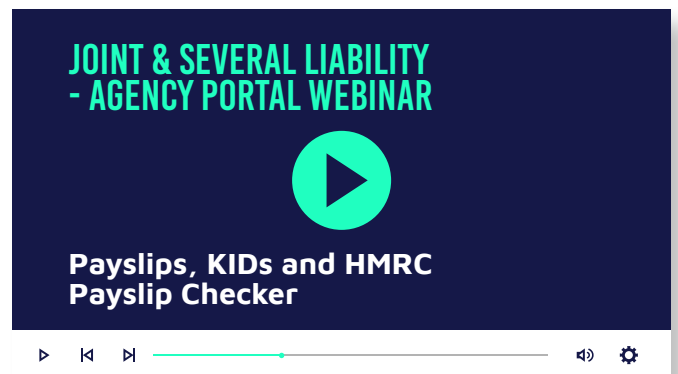 JOINT & SEVERAL LIABILITY
- AGENCY PORTAL WEBINAR
Payslips, KIDs and HMRC
Payslip Checker